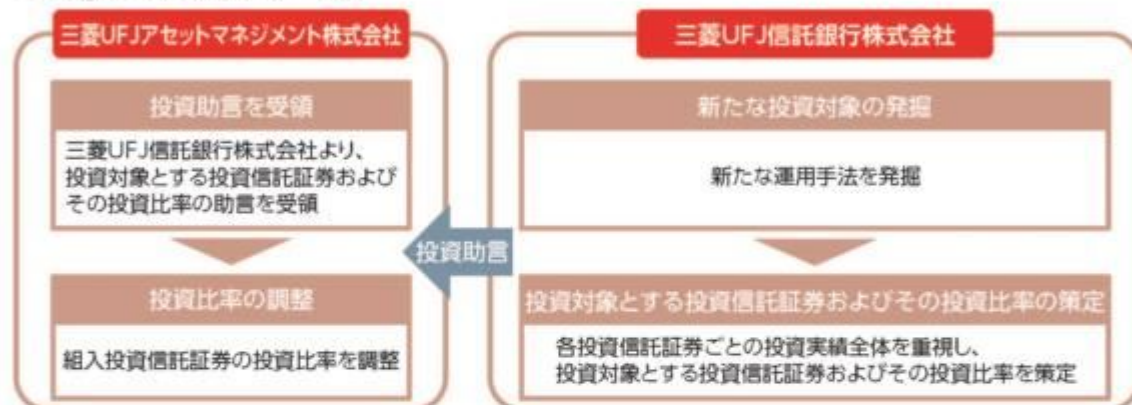 三菱UFJアセットマネジメント株式会社
投資助言を受領
三菱UFJ信託銀行株式会社より、
投資対象とする投資信託証券および
その投資比率の助言を受領
投資比率の調整
組入投資信託証券の投資比率を調整
投資助言
三菱UFJ信託銀行株式会社
新たな投資対象の発掘
新たな運用手法を発掘
投資対象とする投資信託証券およびその投資比率の策定
各投資信託証券ごとの投資実績全体を重視し、
投資対象とする投資信託証券およびその投資比率を策定